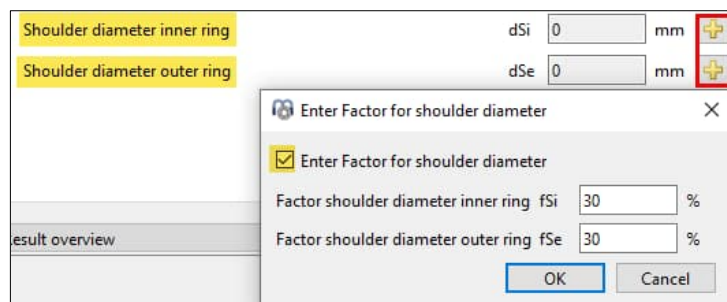 Shoulder diameter inner ring dSi 0 mm
Shoulder diameter outer ring dSe 0 mm
Enter Factor for shoulder diameter
Enter Factor for shoulder diameter
Factor shoulder diameter inner ring fSi 30 %
Factor shoulder diameter outer ring fSe 30 %
overview
OK Cancel